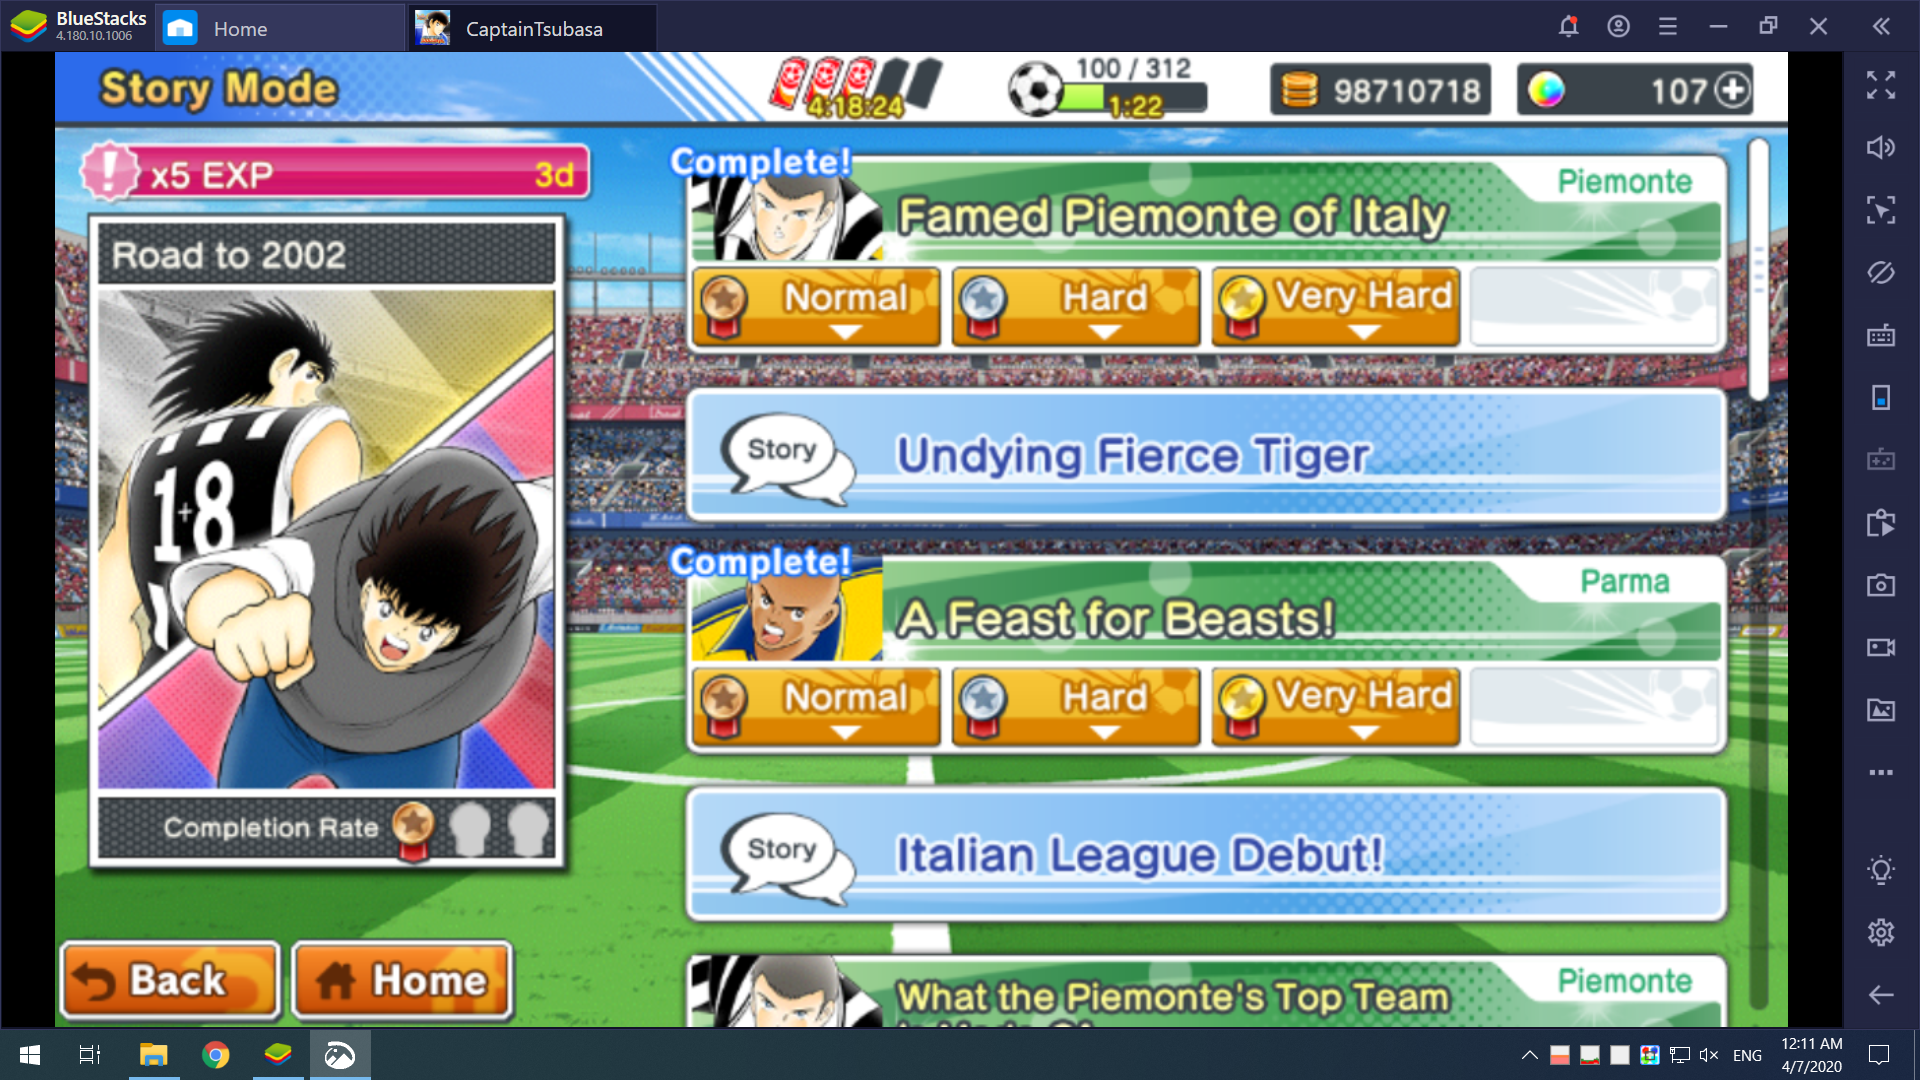 BlueStacks
4.180.10.1006
Home
CaptainTsubasa
Story Mode
4:18:24
100 / 312
1:22
98710718
107
x5 EXP
3d
Road to 2002
1+8
Completion Rate
Back
Home
Complete!
Piemonte
Famed Piemonte of Italy
Normal
Hard
Very Hard
Story
Undying Fierce Tiger
Complete!
Parma
A Feast for Beasts!
Normal
Hard
Very Hard
Story
Italian League Debut!
Piemonte
What the Piemonte's Top Team
ENG
12:11 AM
4/7/2020